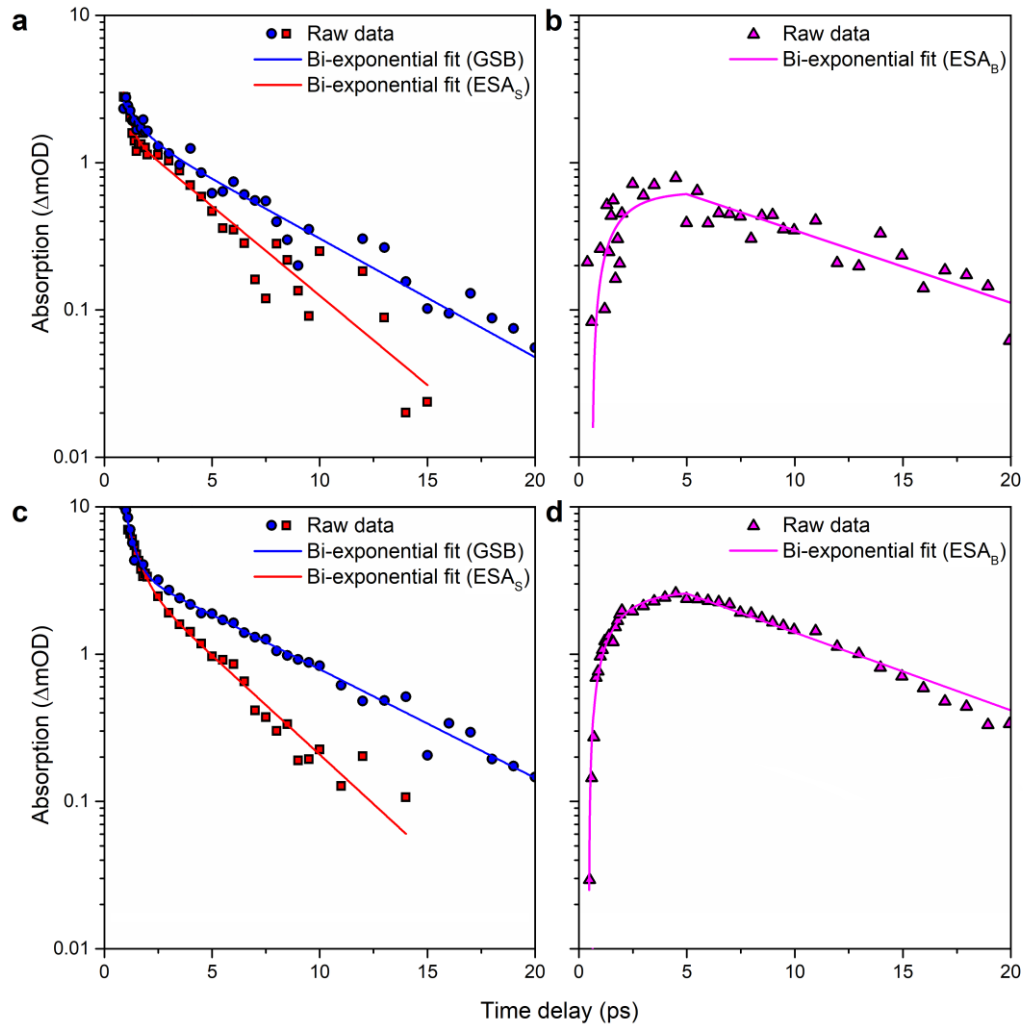 a
Raw data
Bi-exponential fit (GSB)
Bi-exponential fit (ESAS)
10
1
0.1
0.01
0
5
10
15
20
Absorption (ΔmOD)
b
Raw data
Bi-exponential fit (ESAB)
0
5
10
15
20
c
Raw data
Bi-exponential fit (GSB)
Bi-exponential fit (ESAS)
10
1
0.1
0.01
0
5
10
15
20
Absorption (ΔmOD)
d
Raw data
Bi-exponential fit (ESAB)
0
5
10
15
20
Time delay (ps)